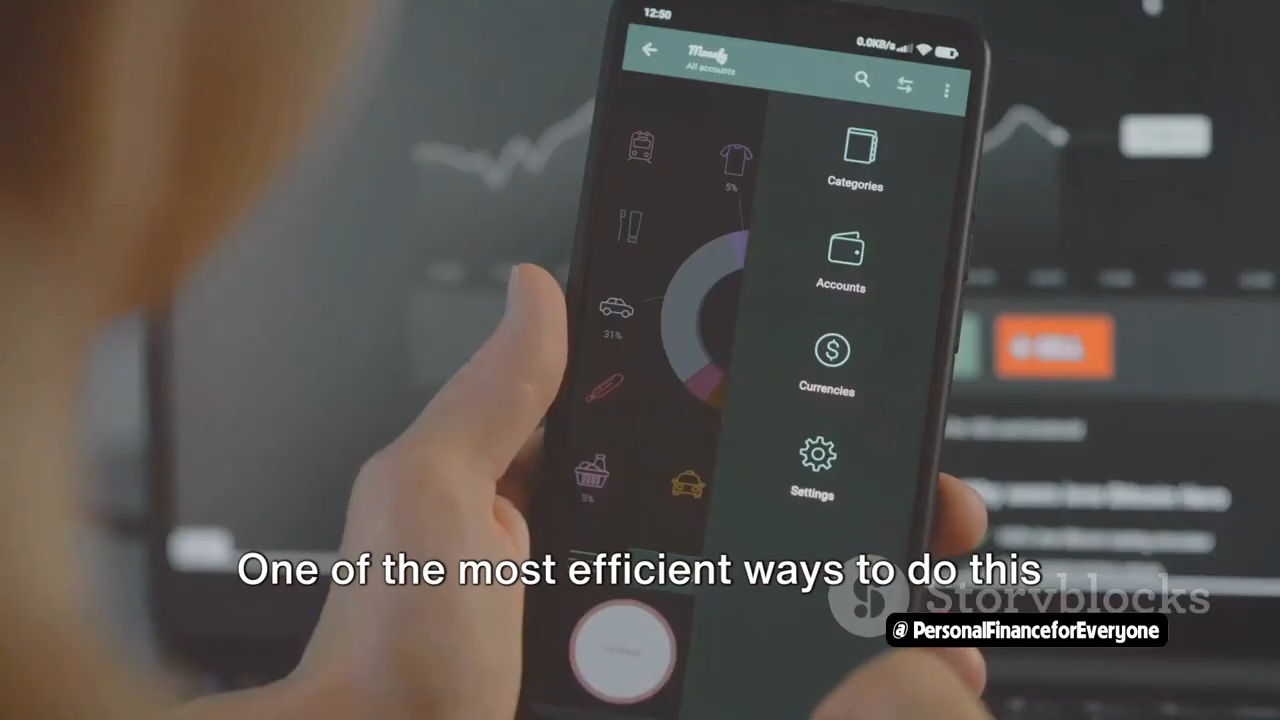 12:50
0.0KB/s
Monefy
All accounts
Categories
5%
Accounts
31%
Currencies
Settings
5%
One of the most efficient ways to do this
Storyblocks
@ PersonalFinanceforEveryone